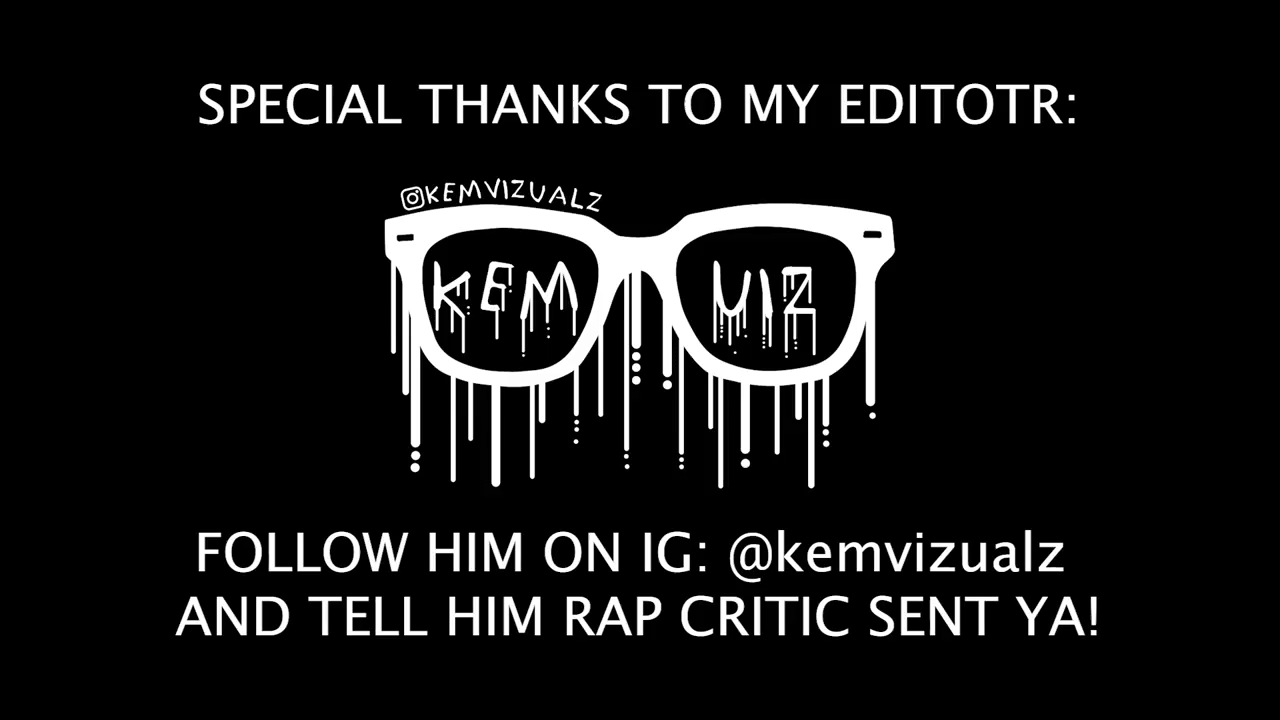 SPECIAL THANKS TO MY EDITOTR:
@KEMVIZUALZ
KEM VIZ
FOLLOW HIM ON IG: @kemvizualz
AND TELL HIM RAP CRITIC SENT YA!